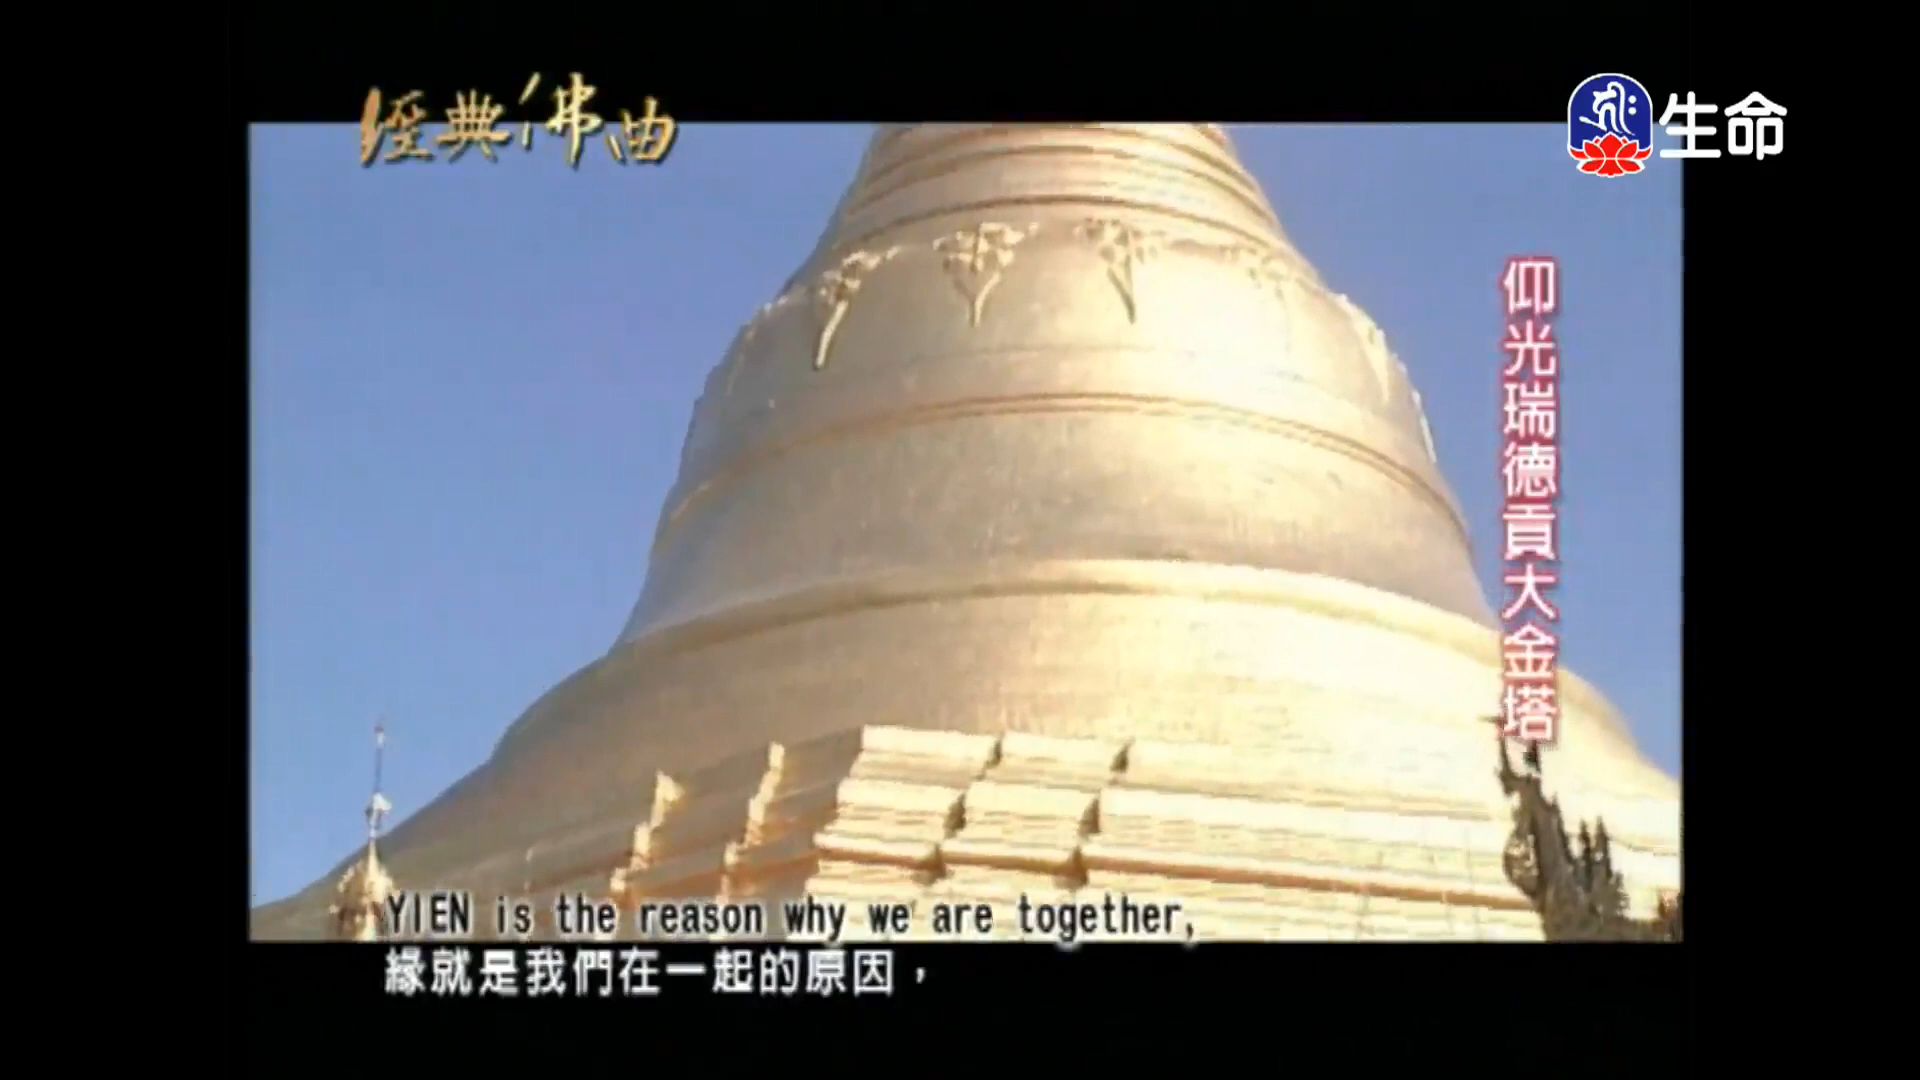 經典佛曲
生命
仰光瑞德貢大金塔
YIEN is the reason why we are together,
緣就是我們在一起的原因，